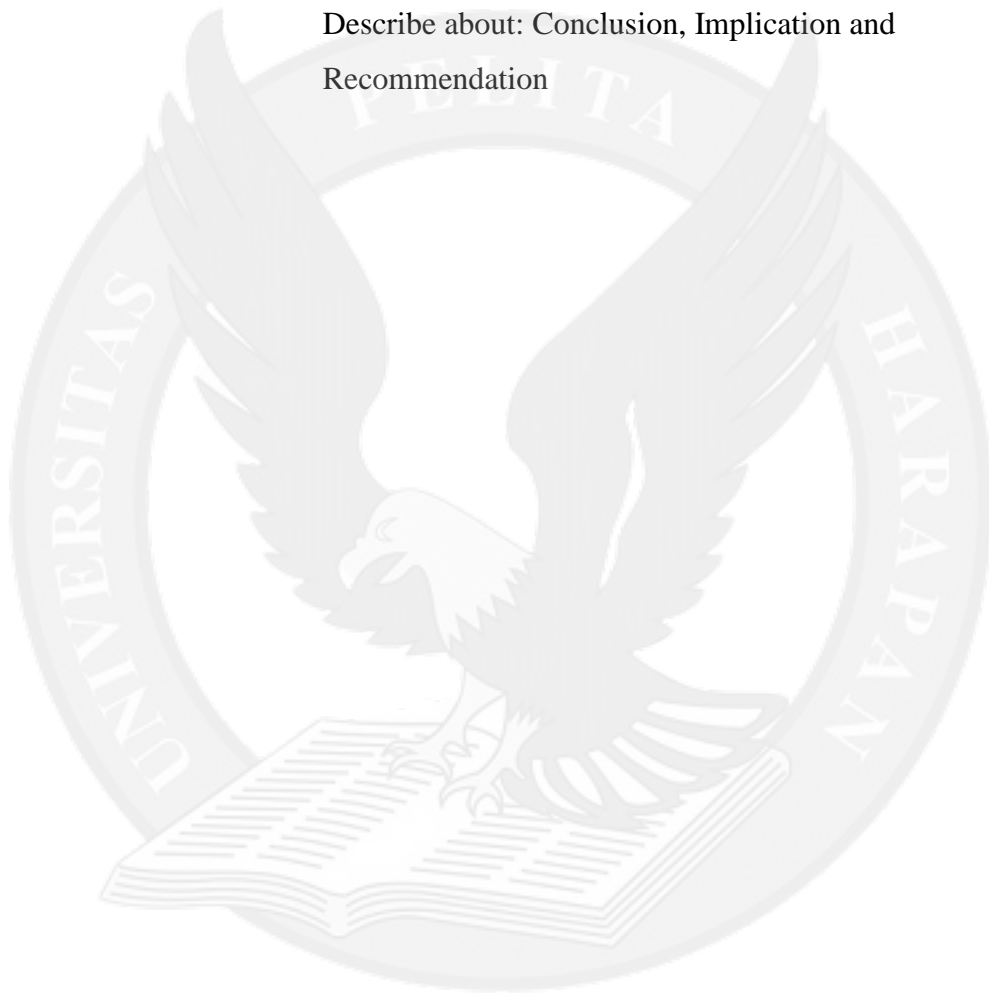 Describe about: Conclusion, Implication and
Recommendation
UNIVERSITAS PELITA HARAPAN